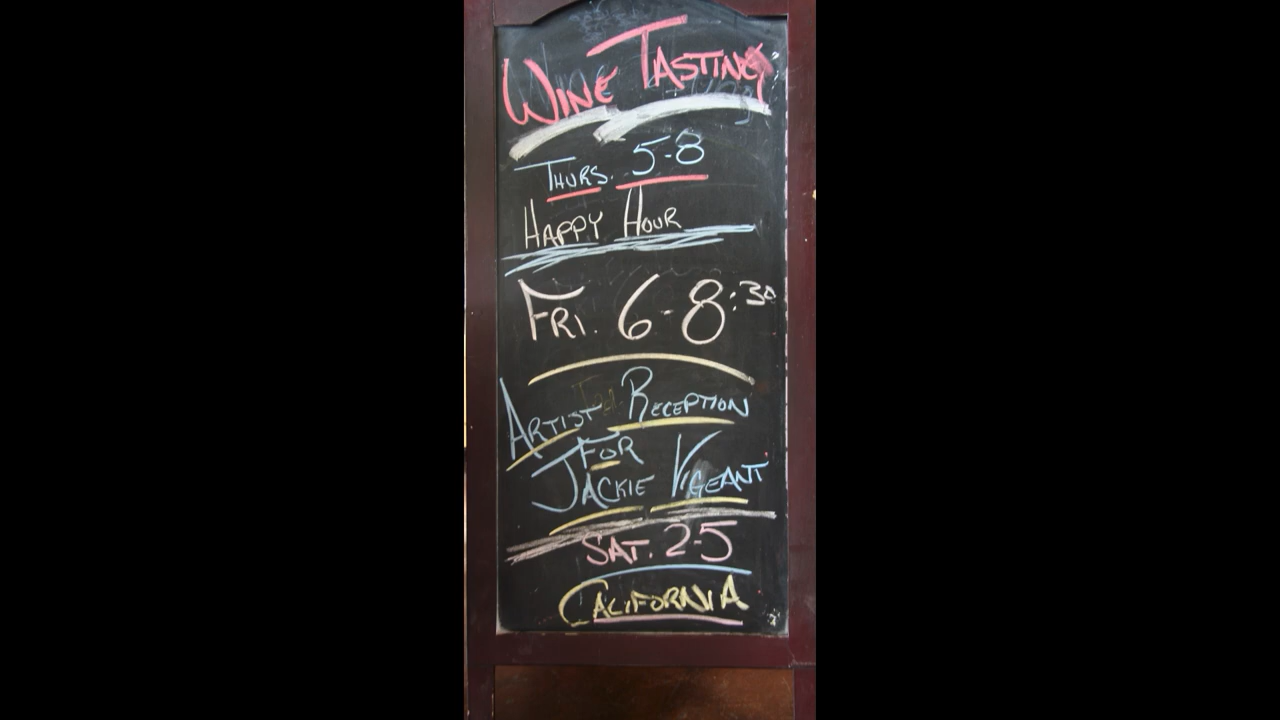 WINE TASTING
THURS. 5-8
HAPPY HOUR
FRI. 6-8:30
ARTIST RECEPTION
FOR
JACKIE VIGEANT
SAT. 2-5
CALIFORNIA